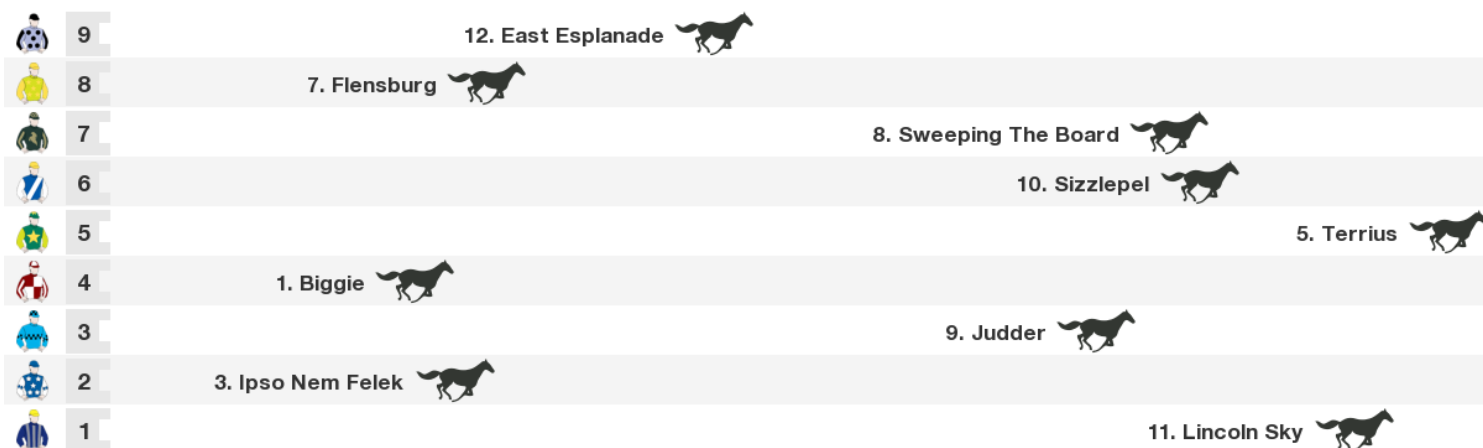 9 12. East Esplanade
8 7. Flensburg
7 8. Sweeping The Board
6 10. Sizzlepel
5 5. Terrius
4 1. Biggie
3 9. Judder
2 3. Ipso Nem Felek
1 11. Lincoln Sky